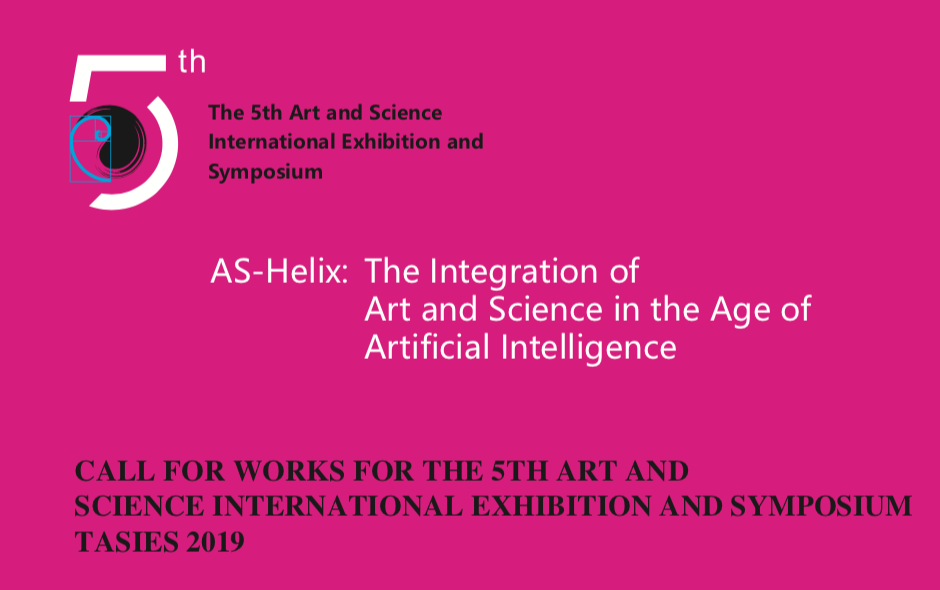 5th
The 5th Art and Science
International Exhibition and
Symposium
AS-Helix: The Integration of
Art and Science in the Age of
Artificial Intelligence
CALL FOR WORKS FOR THE 5TH ART AND
SCIENCE INTERNATIONAL EXHIBITION AND SYMPOSIUM
TASIES 2019